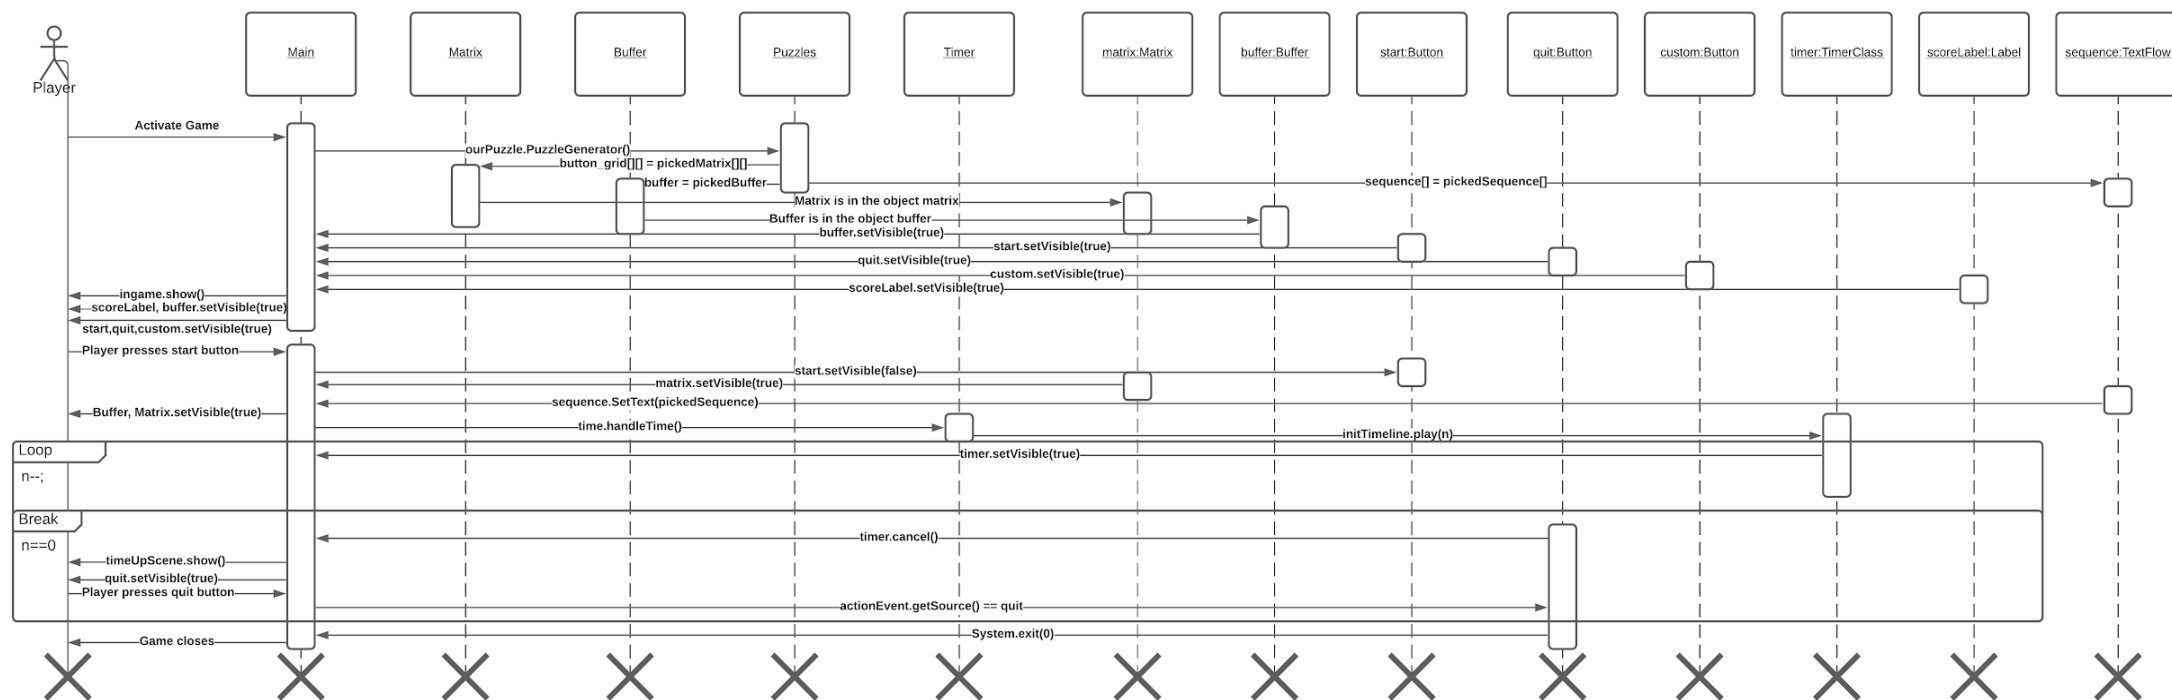 Player
Main
Matrix
Buffer
Puzzles
Timer
matrix:Matrix
buffer:Buffer
start:Button
quit:Button
custom:Button
timer:TimerClass
scoreLabel:Label
sequence:TextFlow
Activate Game
ourPuzzle.PuzzleGenerator()
button_grid[][] = pickedMatrix[][]
buffer = pickedBuffer
sequence[] = pickedSequence[]
Matrix is in the object matrix
Buffer is in the object buffer
buffer.setVisible(true)
start.setVisible(true)
quit.setVisible(true)
custom.setVisible(true)
scoreLabel.setVisible(true)
ingame.show()
scoreLabel, buffer.setVisible(true)
start,quit,custom.setVisible(true)
Player presses start button
start.setVisible(false)
matrix.setVisible(true)
sequence.SetText(pickedSequence)
Buffer, Matrix.setVisible(true)
time.handleTime()
initTimeline.play(n)
Loop
timer.setVisible(true)
n--;
Break
timer.cancel()
n==0
timeUpScene.show()
quit.setVisible(true)
Player presses quit button
actionEvent.getSource() == quit
System.exit(0)
Game closes